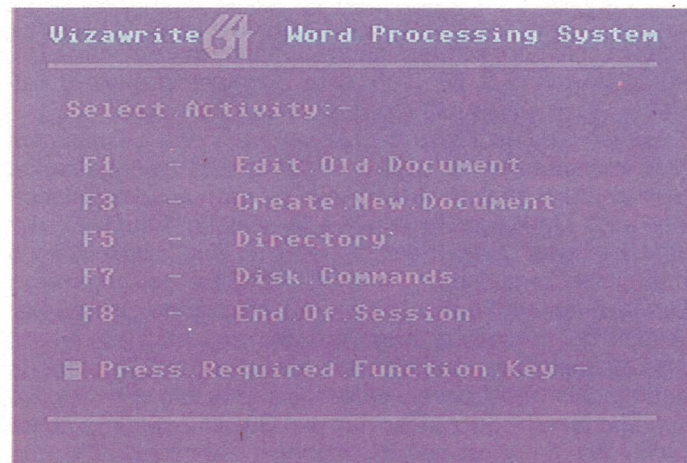 Vizawrite 64 Word Processing System
Select.Activity:-
F1 - Edit.Old.Document
F3 - Create.New.Document
F5 - Directory
F7 - Disk.Commands
F8 - End.Of.Session
.Press.Required.Function.Key.-